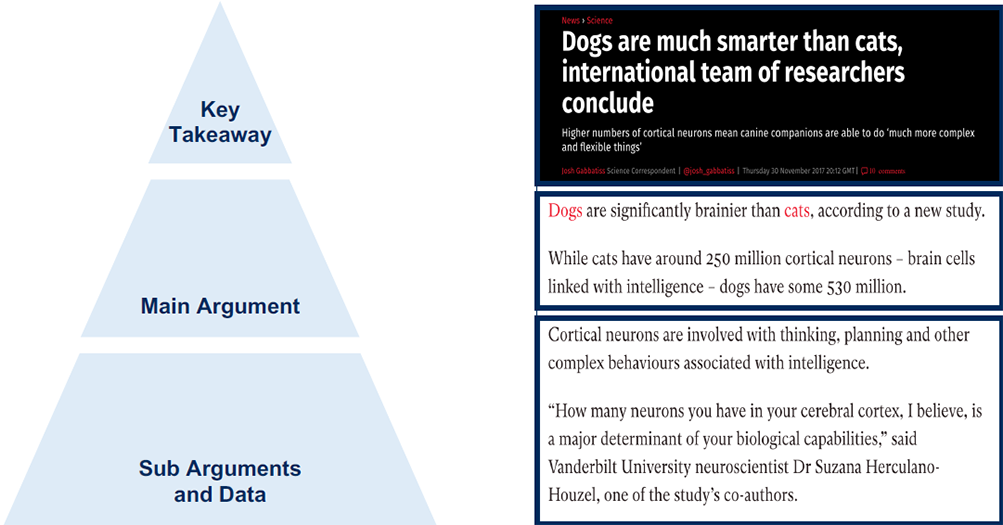 Key
Takeaway
Main Argument
Sub Arguments
and Data
News › Science
Dogs are much smarter than cats,
international team of researchers
conclude
Higher numbers of cortical neurons mean canine companions are able to do 'much more complex
and flexible things'
Josh Gabbatiss Science Correspondent | @josh_gabbatiss | Thursday 30 November 2017 20:12 GMT | comments
Dogs are significantly brainier than cats, according to a new study.
While cats have around 250 million cortical neurons – brain cells
linked with intelligence – dogs have some 530 million.
Cortical neurons are involved with thinking, planning and other
complex behaviours associated with intelligence.
“How many neurons you have in your cerebral cortex, I believe, is
a major determinant of your biological capabilities,” said
Vanderbilt University neuroscientist Dr Suzana Herculano-
Houzel, one of the study’s co-authors.